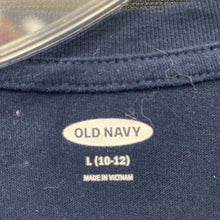 OLD NAVY
L (10-12)
MADE IN VIETNAM